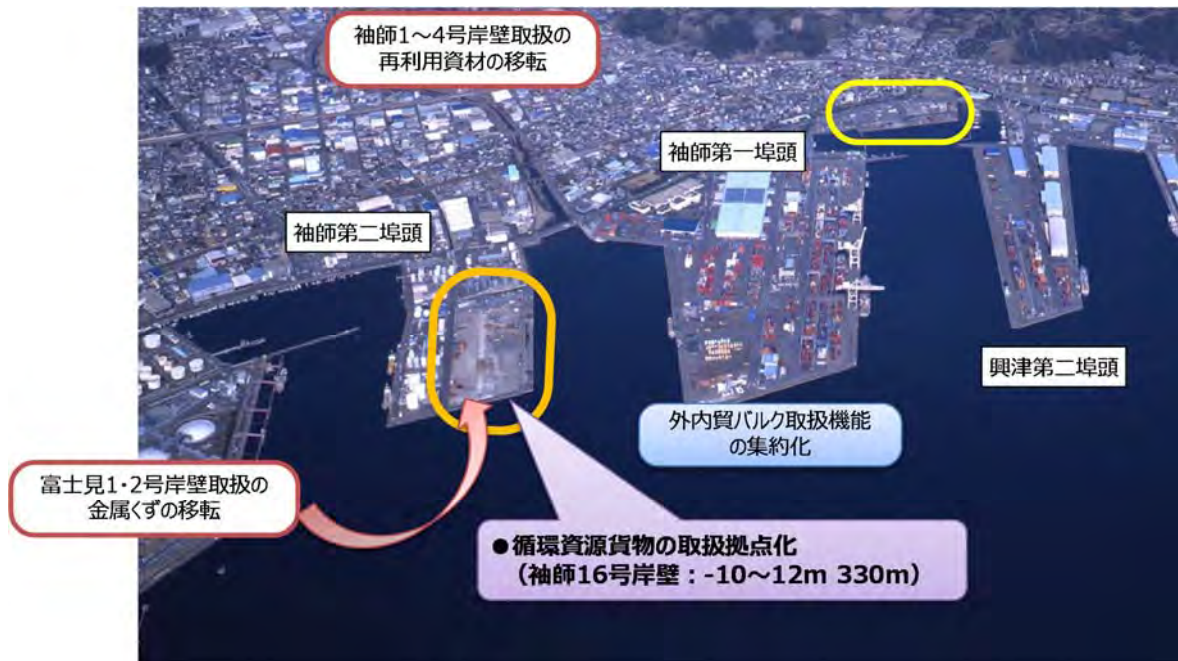 袖師1～4号岸壁取扱の
再利用資材の移転
袖師第一埠頭
袖師第二埠頭
興津第二埠頭
外内貿バルク取扱機能
の集約化
富士見1・2号岸壁取扱の
金属くずの移転
●循環資源貨物の取扱拠点化
（袖師16号岸壁：-10～12m 330m）